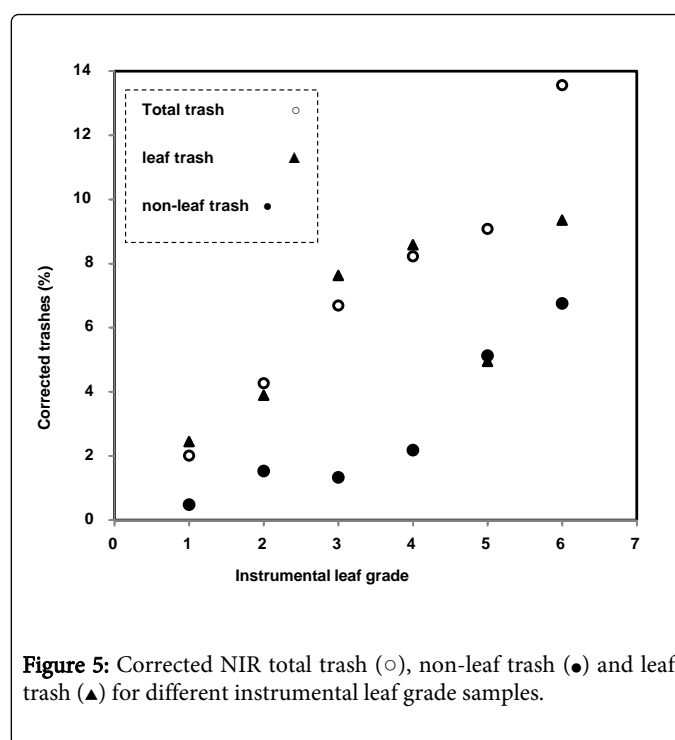 14
12
10
8
6
4
2
0
Corrected trashes (%)
Total trash ○
leaf trash ▲
non-leaf trash ●
0 1 2 3 4 5 6 7
Instrumental leaf grade
Figure 5: Corrected NIR total trash (○), non-leaf trash (●) and leaf
trash (▲) for different instrumental leaf grade samples.